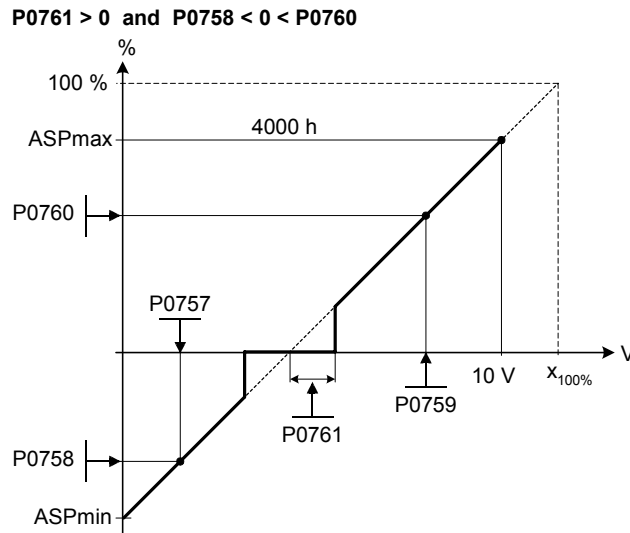 P0761 > 0 and P0758 < 0 < P0760
%
100 %
4000 h
ASPmax
P0760
P0757
V
10 V
x100%
P0759
P0761
P0758
ASPmin